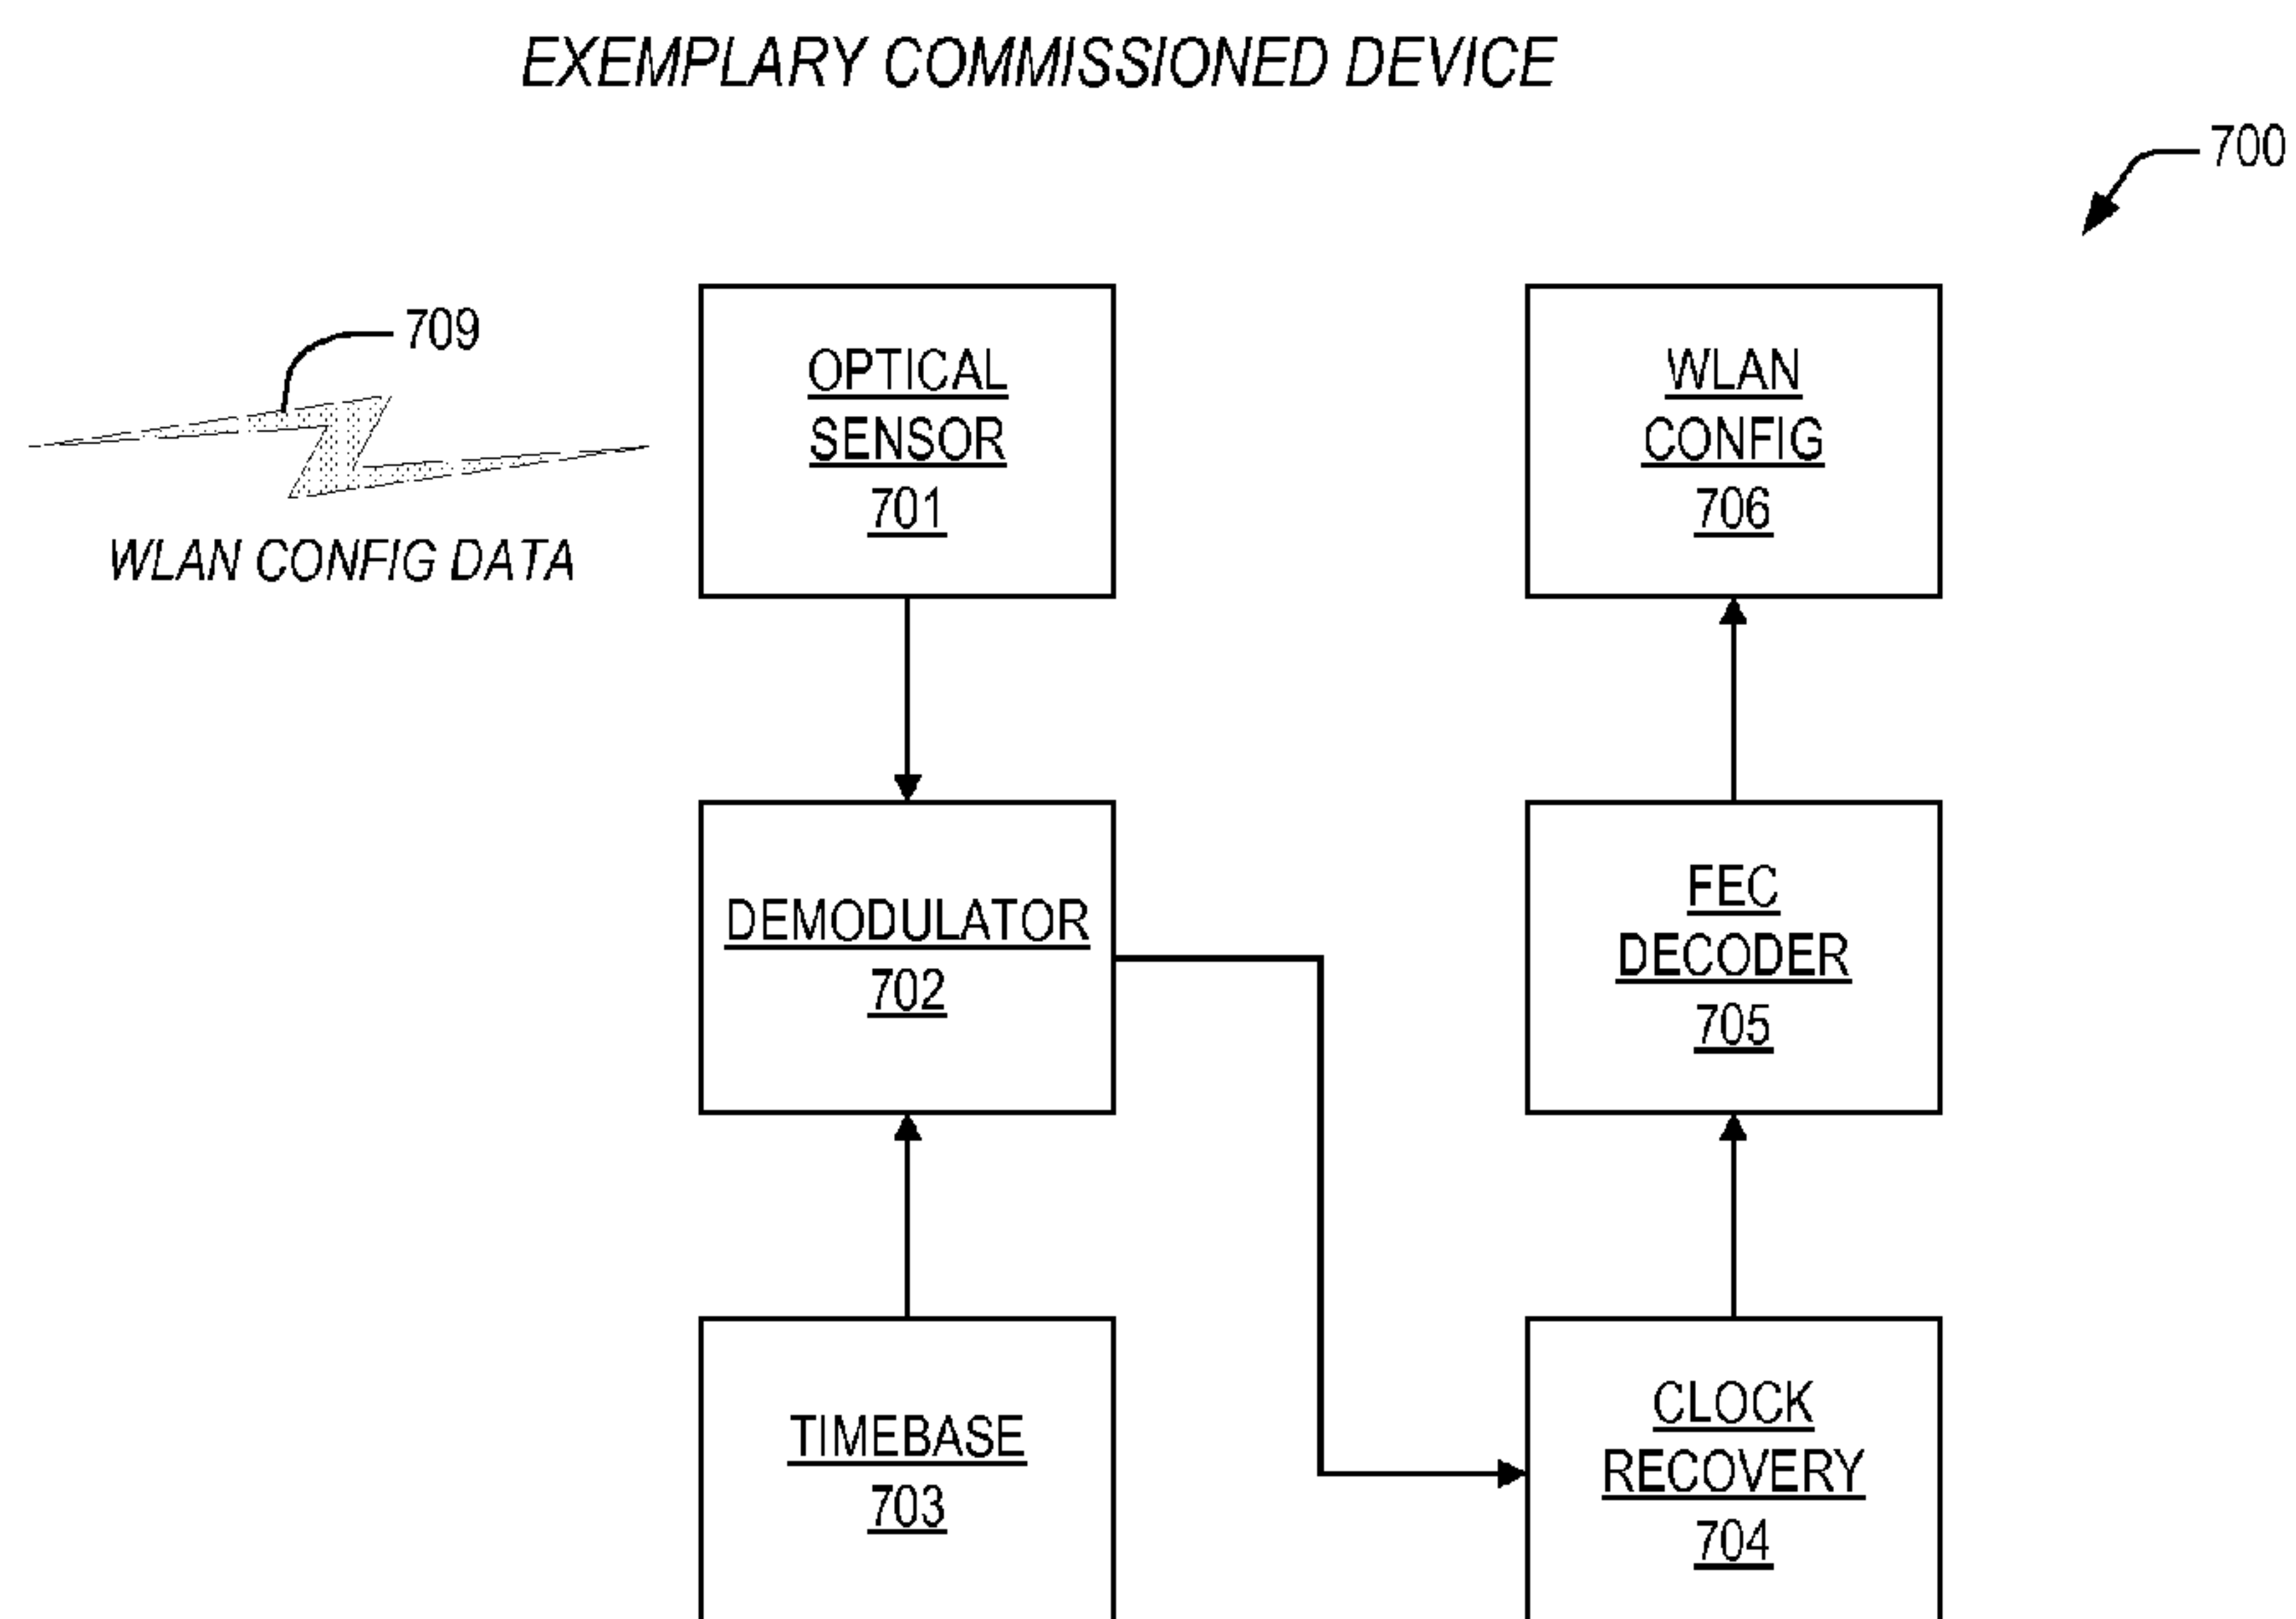 EXEMPLARY COMMISSIONED DEVICE
700
709
WLAN CONFIG DATA
OPTICAL
SENSOR
701
WLAN
CONFIG
706
DEMODULATOR
702
FEC
DECODER
705
TIMEBASE
703
CLOCK
RECOVERY
704